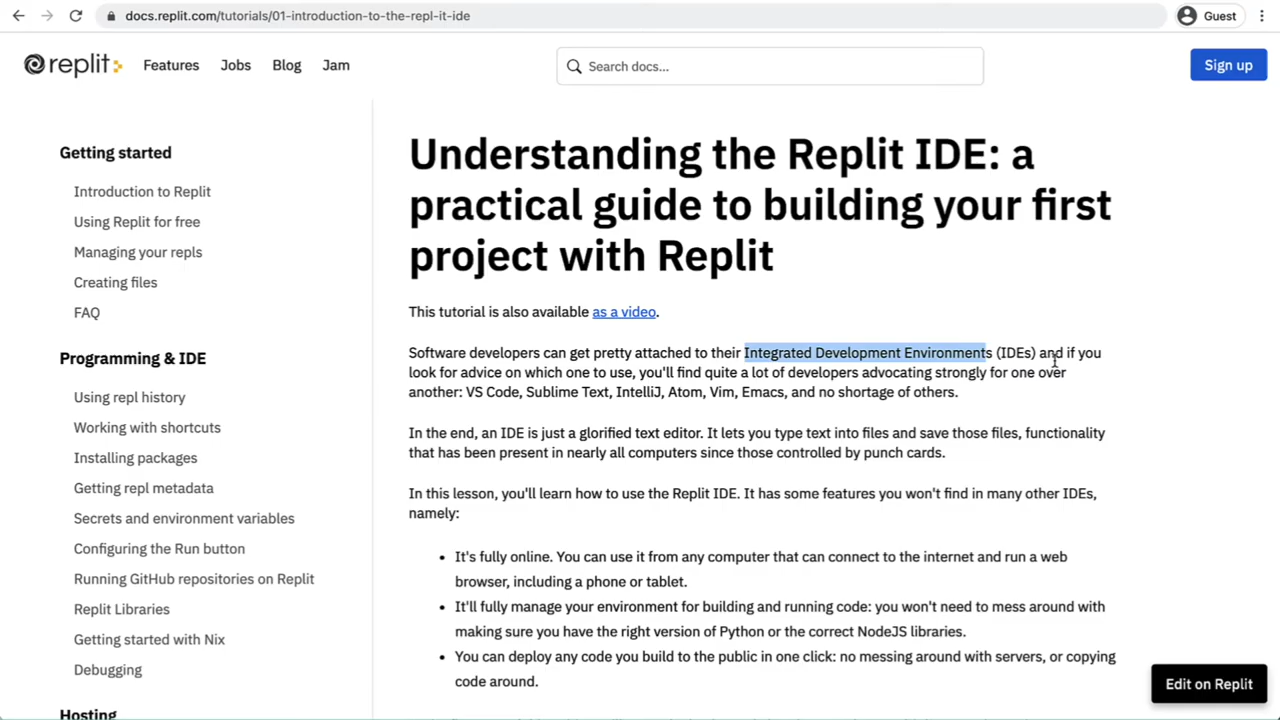 docs.replit.com/tutorials/01-introduction-to-the-repl-it-ide
Guest
replit
Features
Jobs
Blog
Jam
Search docs...
Sign up
Getting started
Introduction to Replit
Using Replit for free
Managing your repls
Creating files
FAQ
Programming & IDE
Using repl history
Working with shortcuts
Installing packages
Getting repl metadata
Secrets and environment variables
Configuring the Run button
Running GitHub repositories on Replit
Replit Libraries
Getting started with Nix
Debugging
Hosting
Understanding the Replit IDE: a
practical guide to building your first
project with Replit
This tutorial is also available as a video.
Software developers can get pretty attached to their Integrated Development Environments (IDEs) and if you
look for advice on which one to use, you'll find quite a lot of developers advocating strongly for one over
another: VS Code, Sublime Text, IntelliJ, Atom, Vim, Emacs, and no shortage of others.
In the end, an IDE is just a glorified text editor. It lets you type text into files and save those files, functionality
that has been present in nearly all computers since those controlled by punch cards.
In this lesson, you'll learn how to use the Replit IDE. It has some features you won't find in many other IDEs,
namely:
• It's fully online. You can use it from any computer that can connect to the internet and run a web
browser, including a phone or tablet.
• It'll fully manage your environment for building and running code: you won't need to mess around with
making sure you have the right version of Python or the correct NodeJS libraries.
• You can deploy any code you build to the public in one click: no messing around with servers, or copying
code around.
Edit on Replit